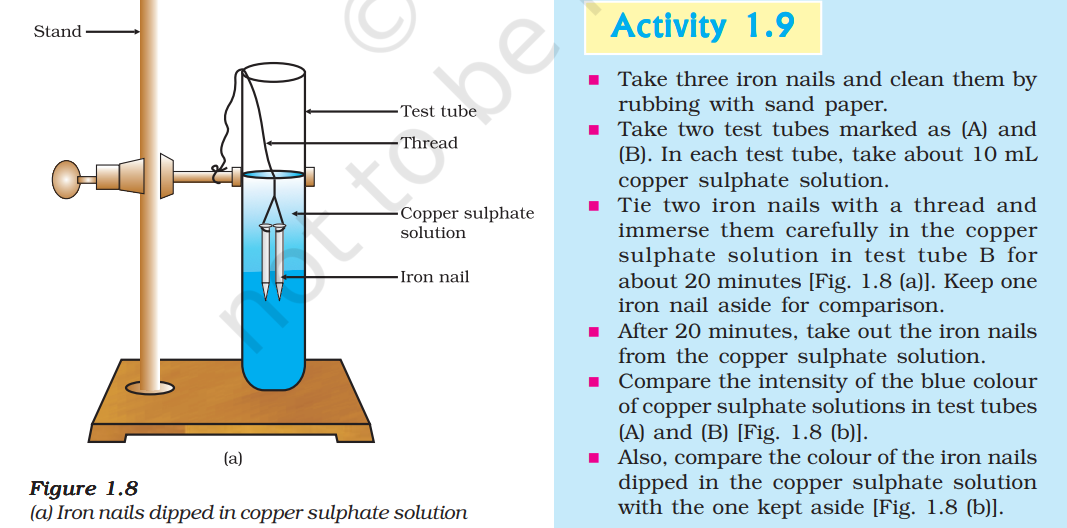 Stand
Test tube
Thread
Copper sulphate
solution
Iron nail
(a)
Figure 1.8
(a) Iron nails dipped in copper sulphate solution
© not to be
Activity 1.9
■ Take three iron nails and clean them by
rubbing with sand paper.
■ Take two test tubes marked as (A) and
(B). In each test tube, take about 10 mL
copper sulphate solution.
■ Tie two iron nails with a thread and
immerse them carefully in the copper
sulphate solution in test tube B for
about 20 minutes [Fig. 1.8 (a)]. Keep one
iron nail aside for comparison.
■ After 20 minutes, take out the iron nails
from the copper sulphate solution.
■ Compare the intensity of the blue colour
of copper sulphate solutions in test tubes
(A) and (B) [Fig. 1.8 (b)].
■ Also, compare the colour of the iron nails
dipped in the copper sulphate solution
with the one kept aside [Fig. 1.8 (b)].